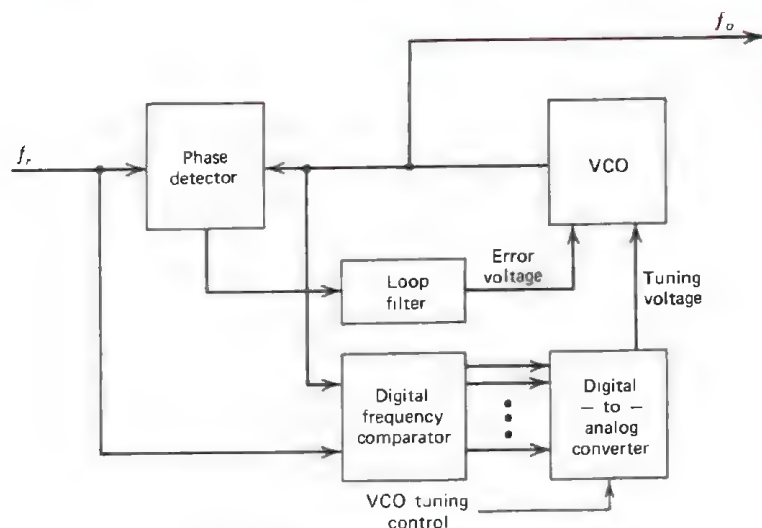 f_o
f_r
Phase
detector
VCO
Error
voltage
Tuning
voltage
Loop
filter
Digital
frequency
comparator
Digital
— to —
analog
converter
VCO tuning
control